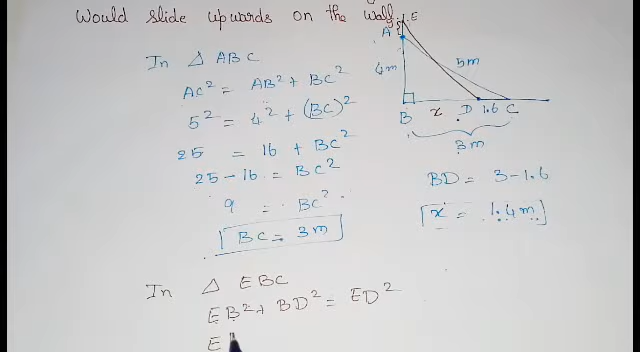 Would slide upwards on the wall.
In △ ABC
AC² = AB² + BC²
5² = 4² + (BC)²
25 = 16 + BC²
25 - 16 = BC²
9 = BC²
BC = 3m
A
E
4m
5m
B x D 1.6 C
3m
BD = 3 - 1.6
x = 1.4m
In △ EBC
EB² + BD² = ED²
E